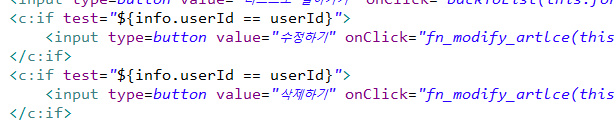 <c:if test="${info.userId == userId}">
<input type=button value="수정하기" onClick="fn_modify_artlce(this
</c:if>
<c:if test="${info.userId == userId}">
<input type=button value="삭제하기" onClick="fn_modify_artlce(this
</c:if>